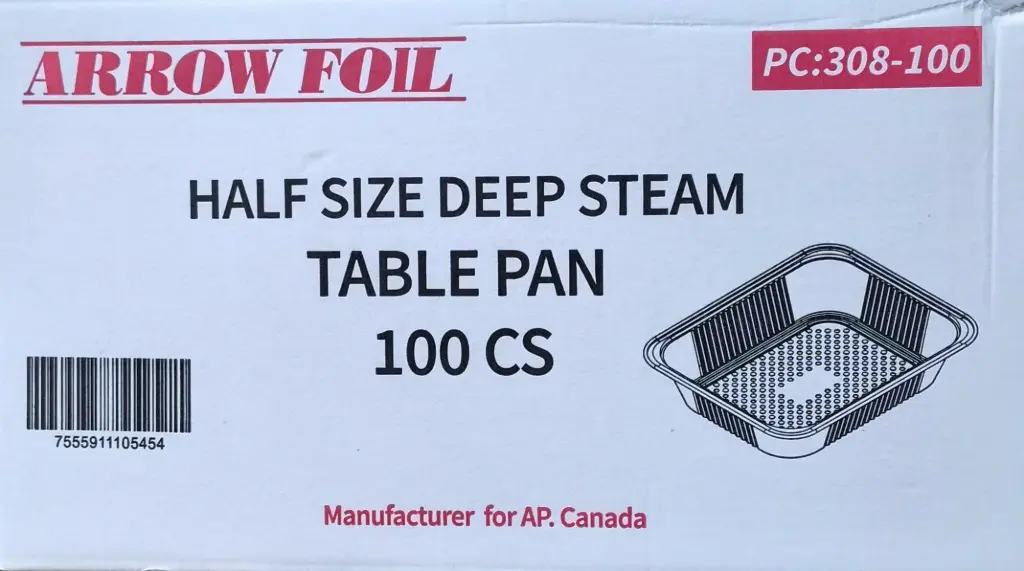 ARROW FOIL
PC:308-100
HALF SIZE DEEP STEAM
TABLE PAN
100 CS
7555911105454
Manufacturer for AP. Canada